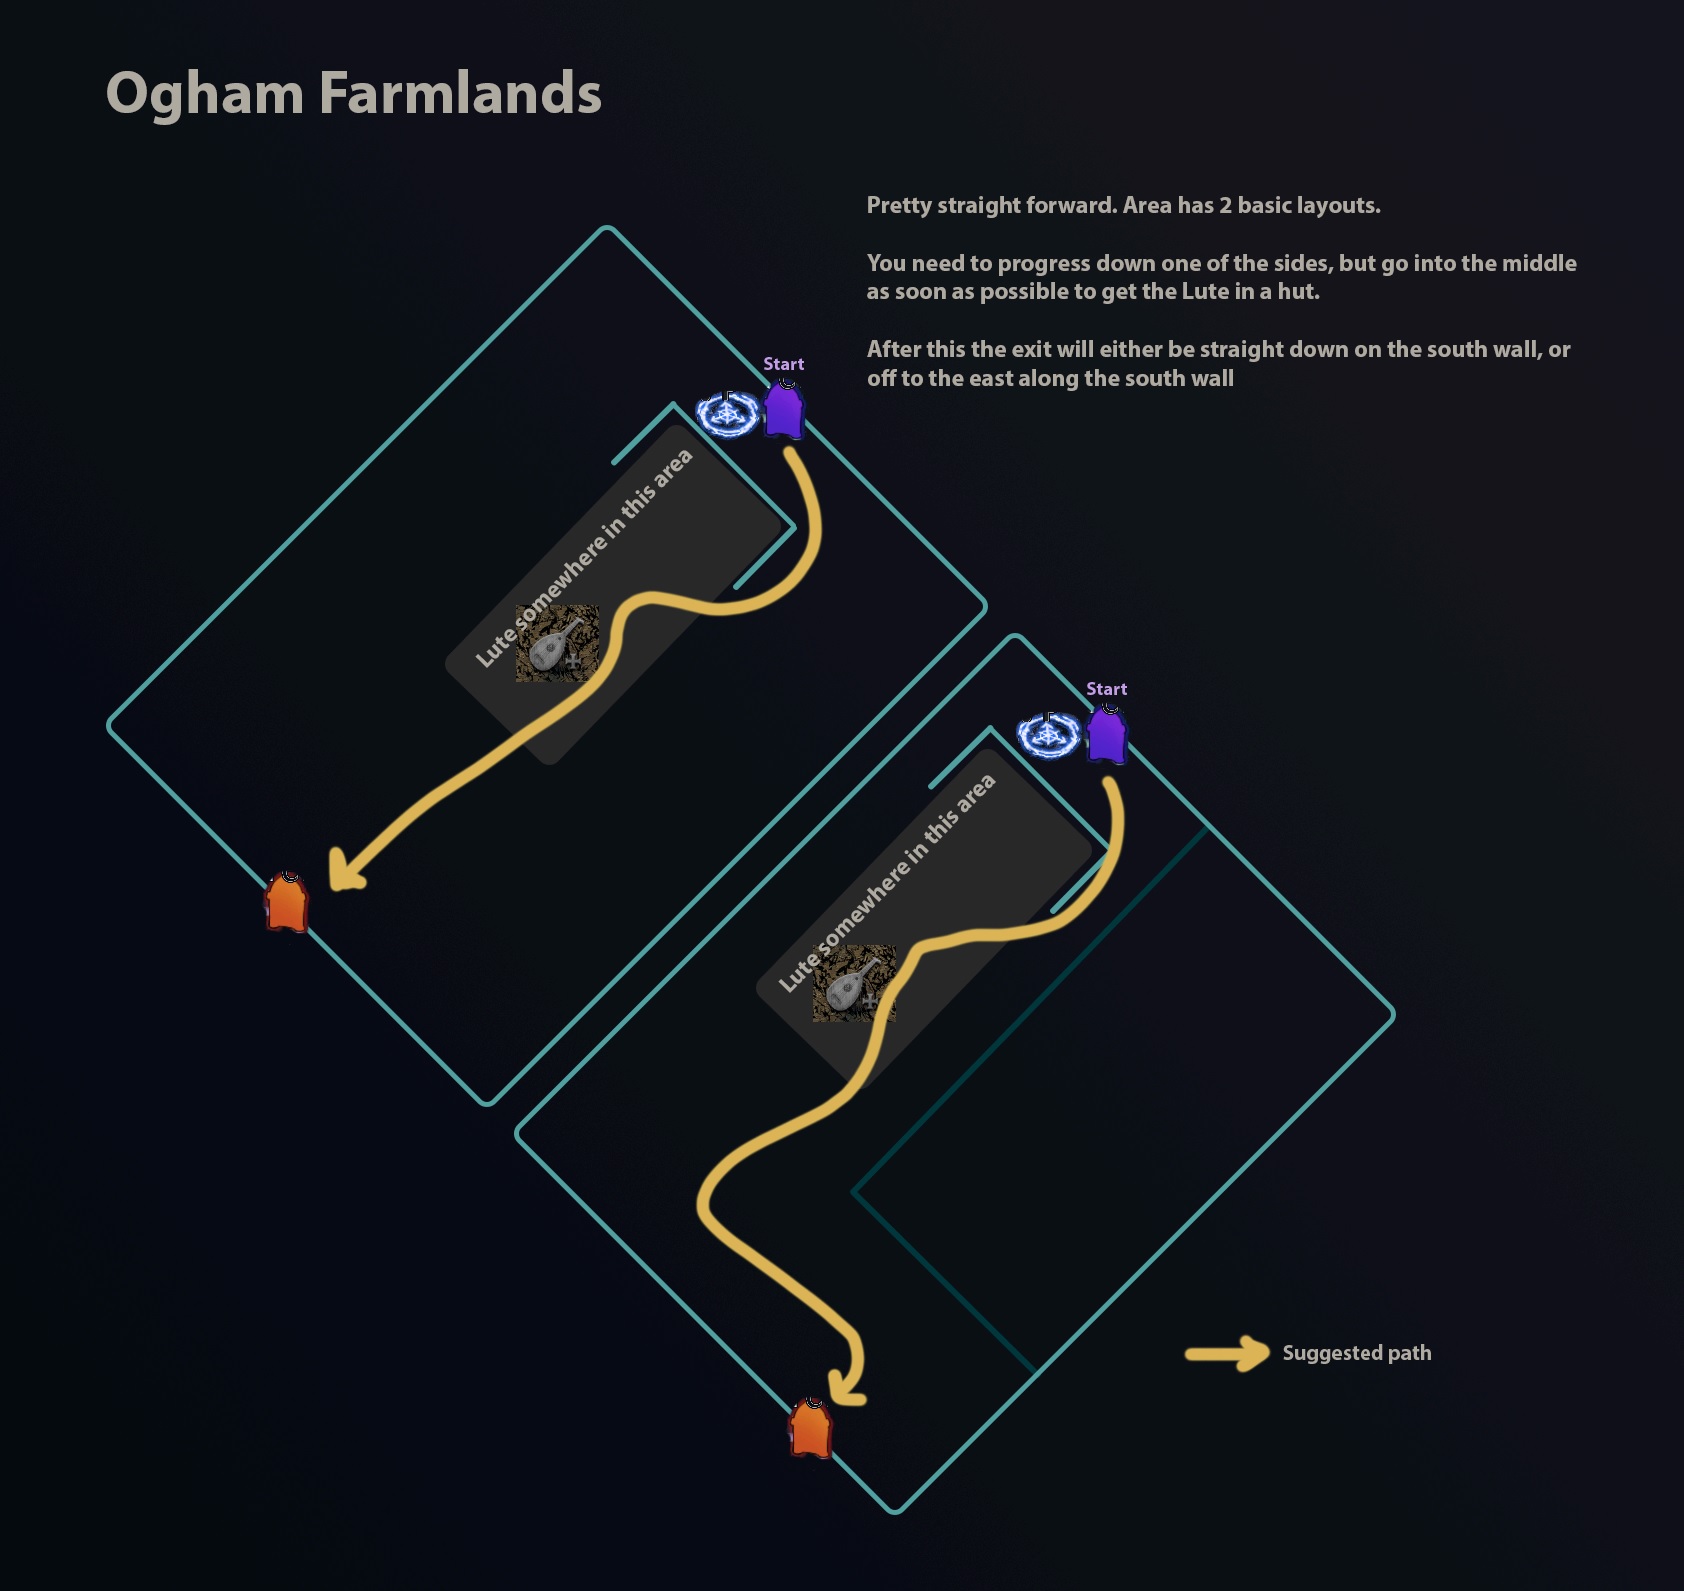 Ogham Farmlands
Pretty straight forward. Area has 2 basic layouts.
You need to progress down one of the sides, but go into the middle
as soon as possible to get the Lute in a hut.
After this the exit will either be straight down on the south wall, or
off to the east along the south wall
Start
Lute somewhere in this area
Start
Lute somewhere in this area
Suggested path